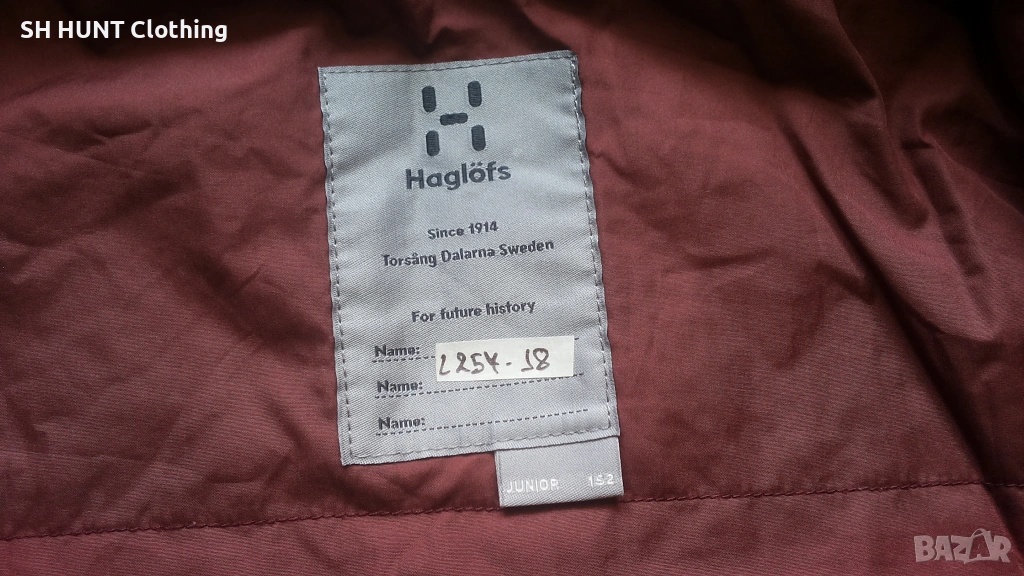 SH HUNT Clothing
Haglöfs
Since 1914
Torsång Dalarna Sweden
For future history
Name:
L254-18
Name:
Name:
JUNIOR 152
BAZAR